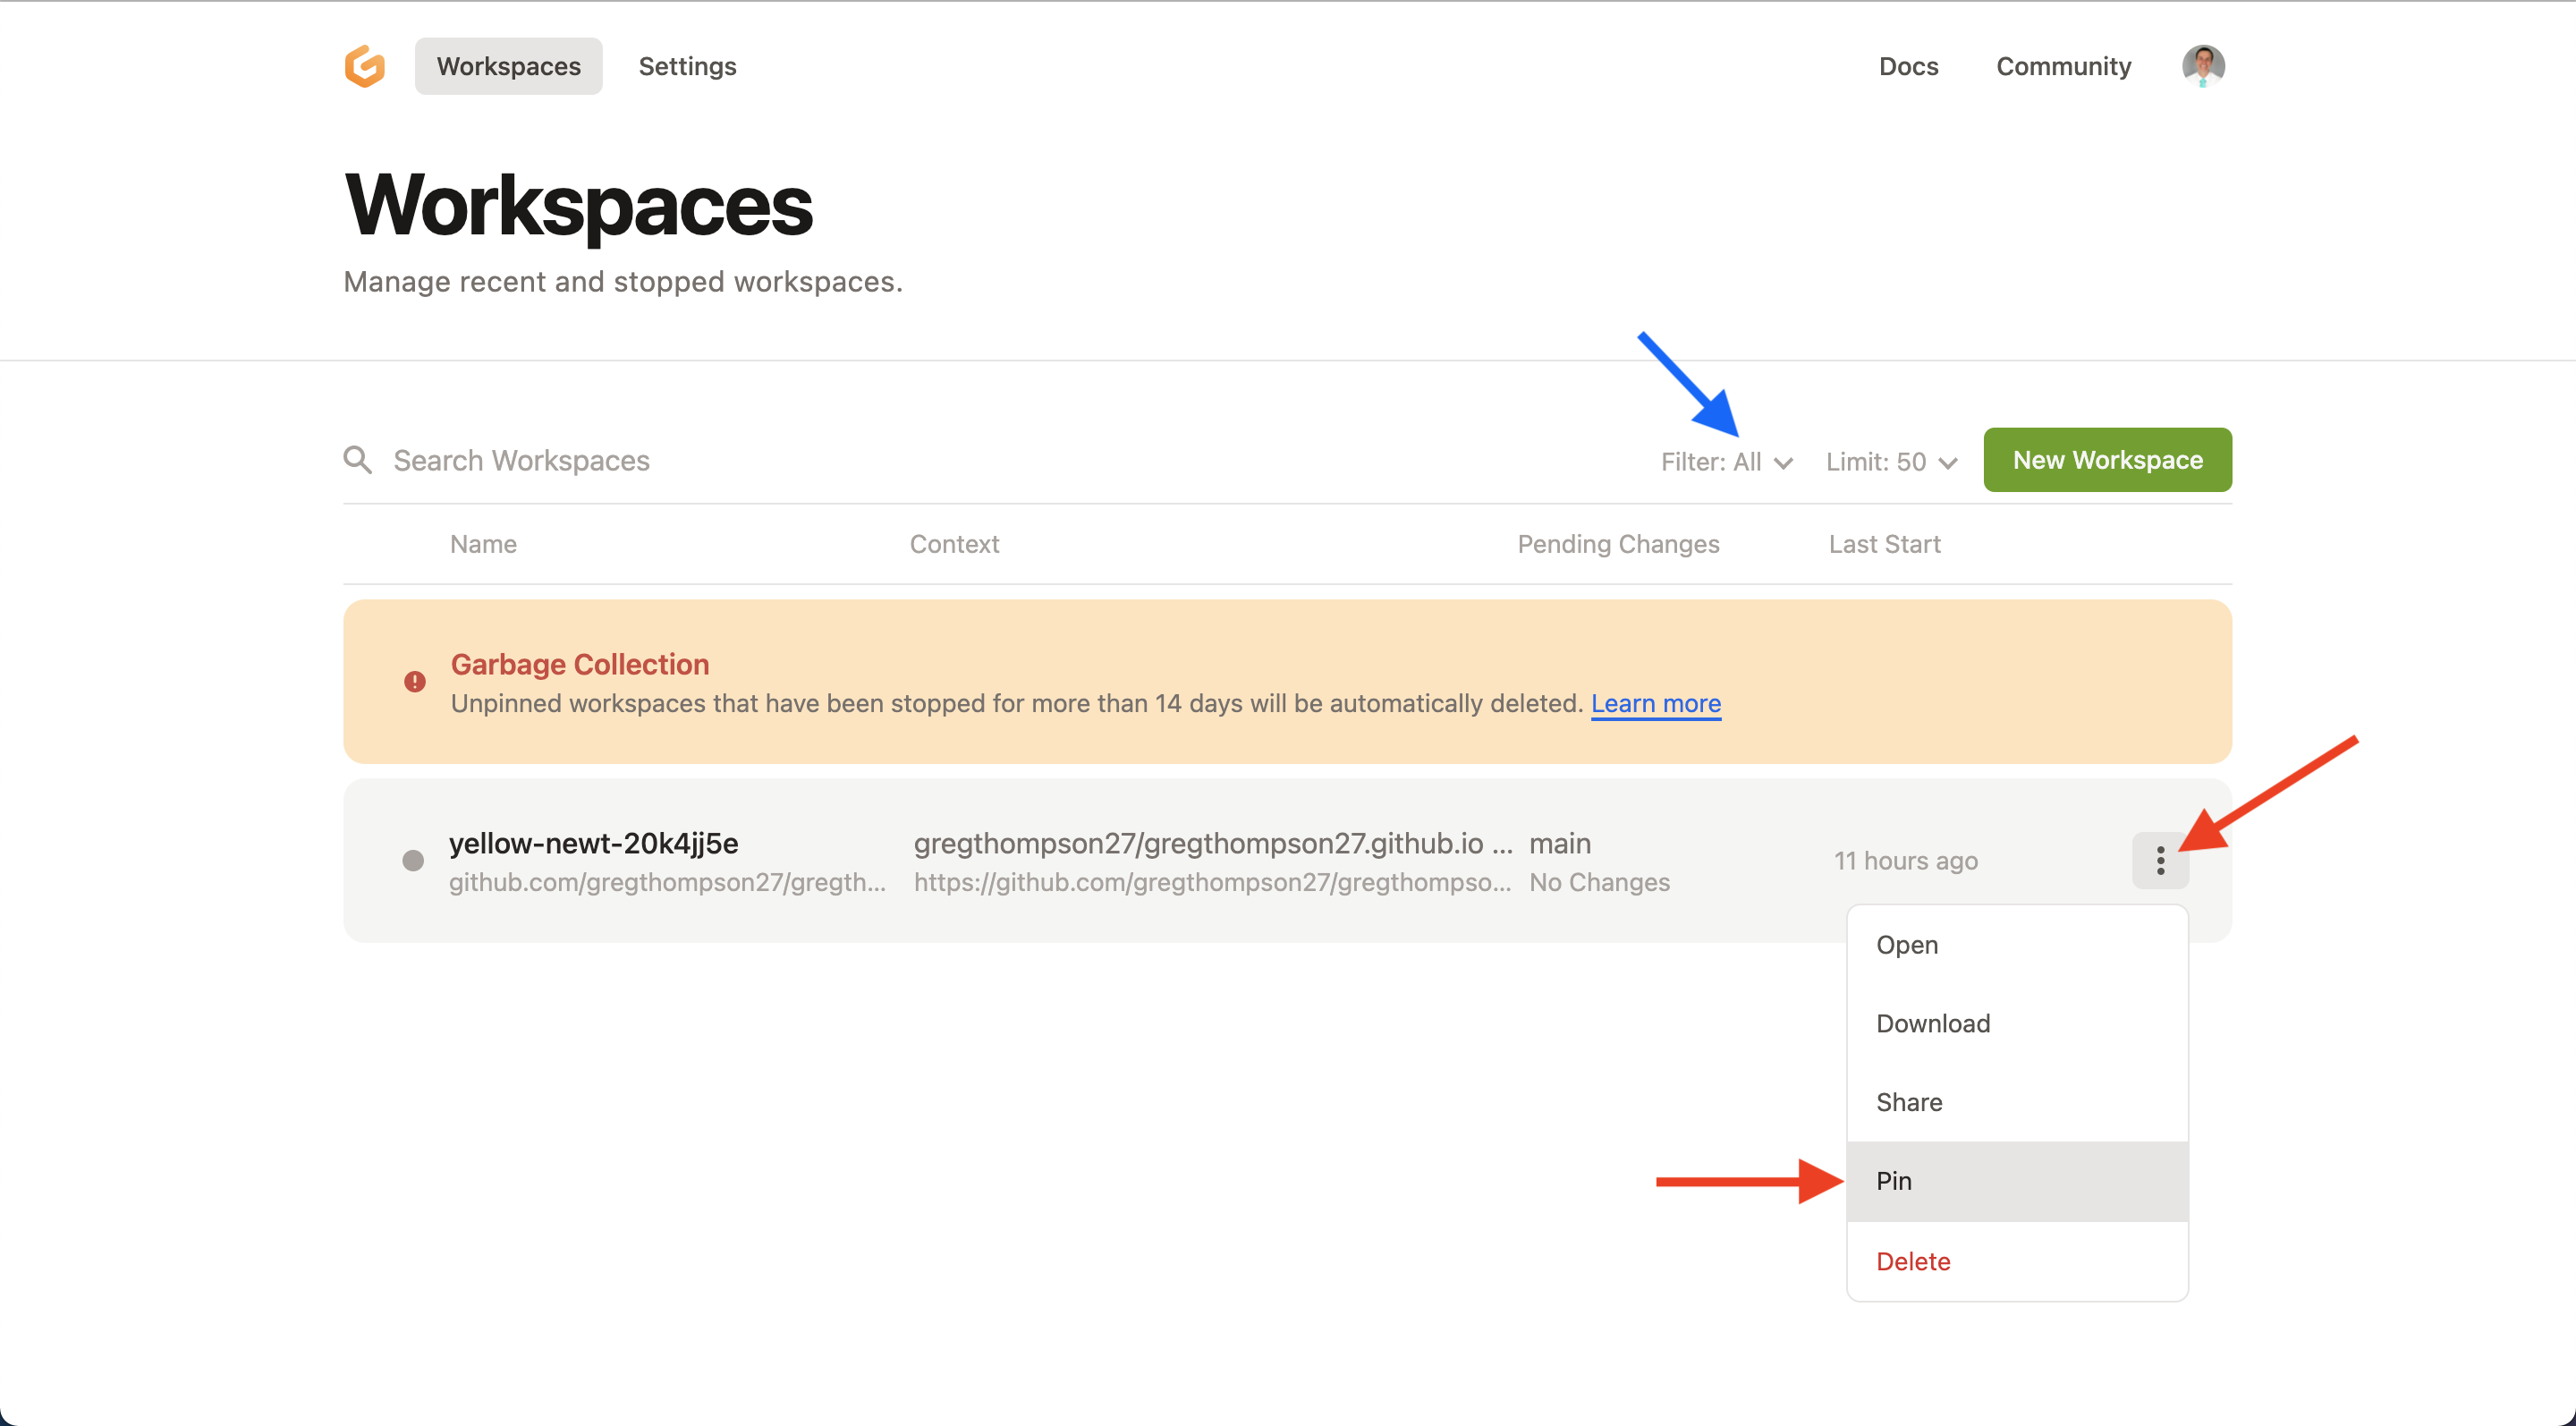 Workspaces
Settings
Docs
Community
Workspaces
Manage recent and stopped workspaces.
Search Workspaces
Filter: All
Limit: 50
New Workspace
Name
Context
Pending Changes
Last Start
Garbage Collection
Unpinned workspaces that have been stopped for more than 14 days will be automatically deleted. Learn more
yellow-newt-20k4jj5e
github.com/gregthompson27/gregth...
gregthompson27/gregthompson27.github.io ...
https://github.com/gregthompson27/gregthompso...
main
No Changes
11 hours ago
Open
Download
Share
Pin
Delete